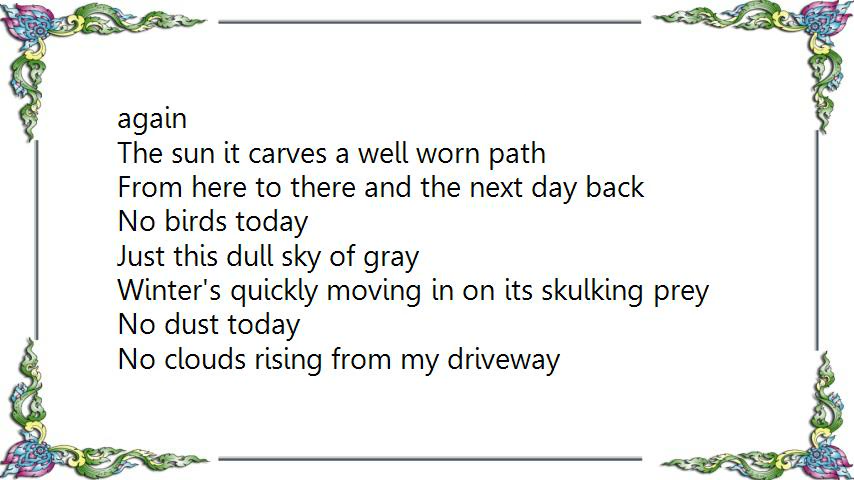 again
The sun it carves a well worn path
From here to there and the next day back
No birds today
Just this dull sky of gray
Winter's quickly moving in on its skulking prey
No dust today
No clouds rising from my driveway